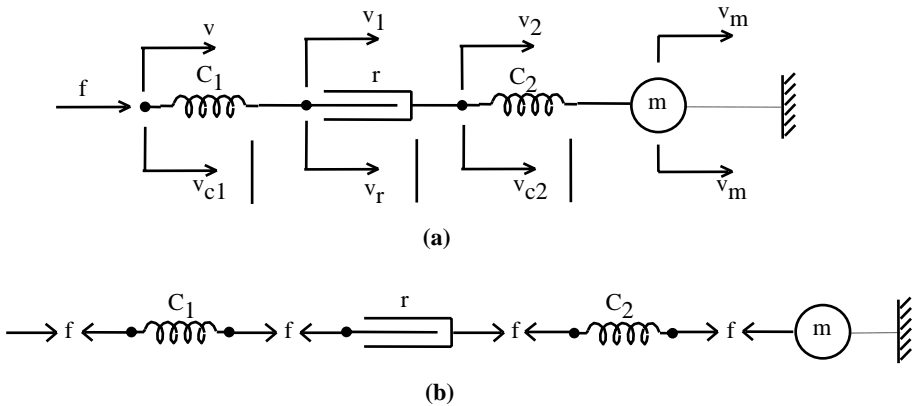 v v1 v2 vm
f C1 r C2 m
vc1 vr vc2 vm
(a)
C1 r C2
f f f f m
(b)